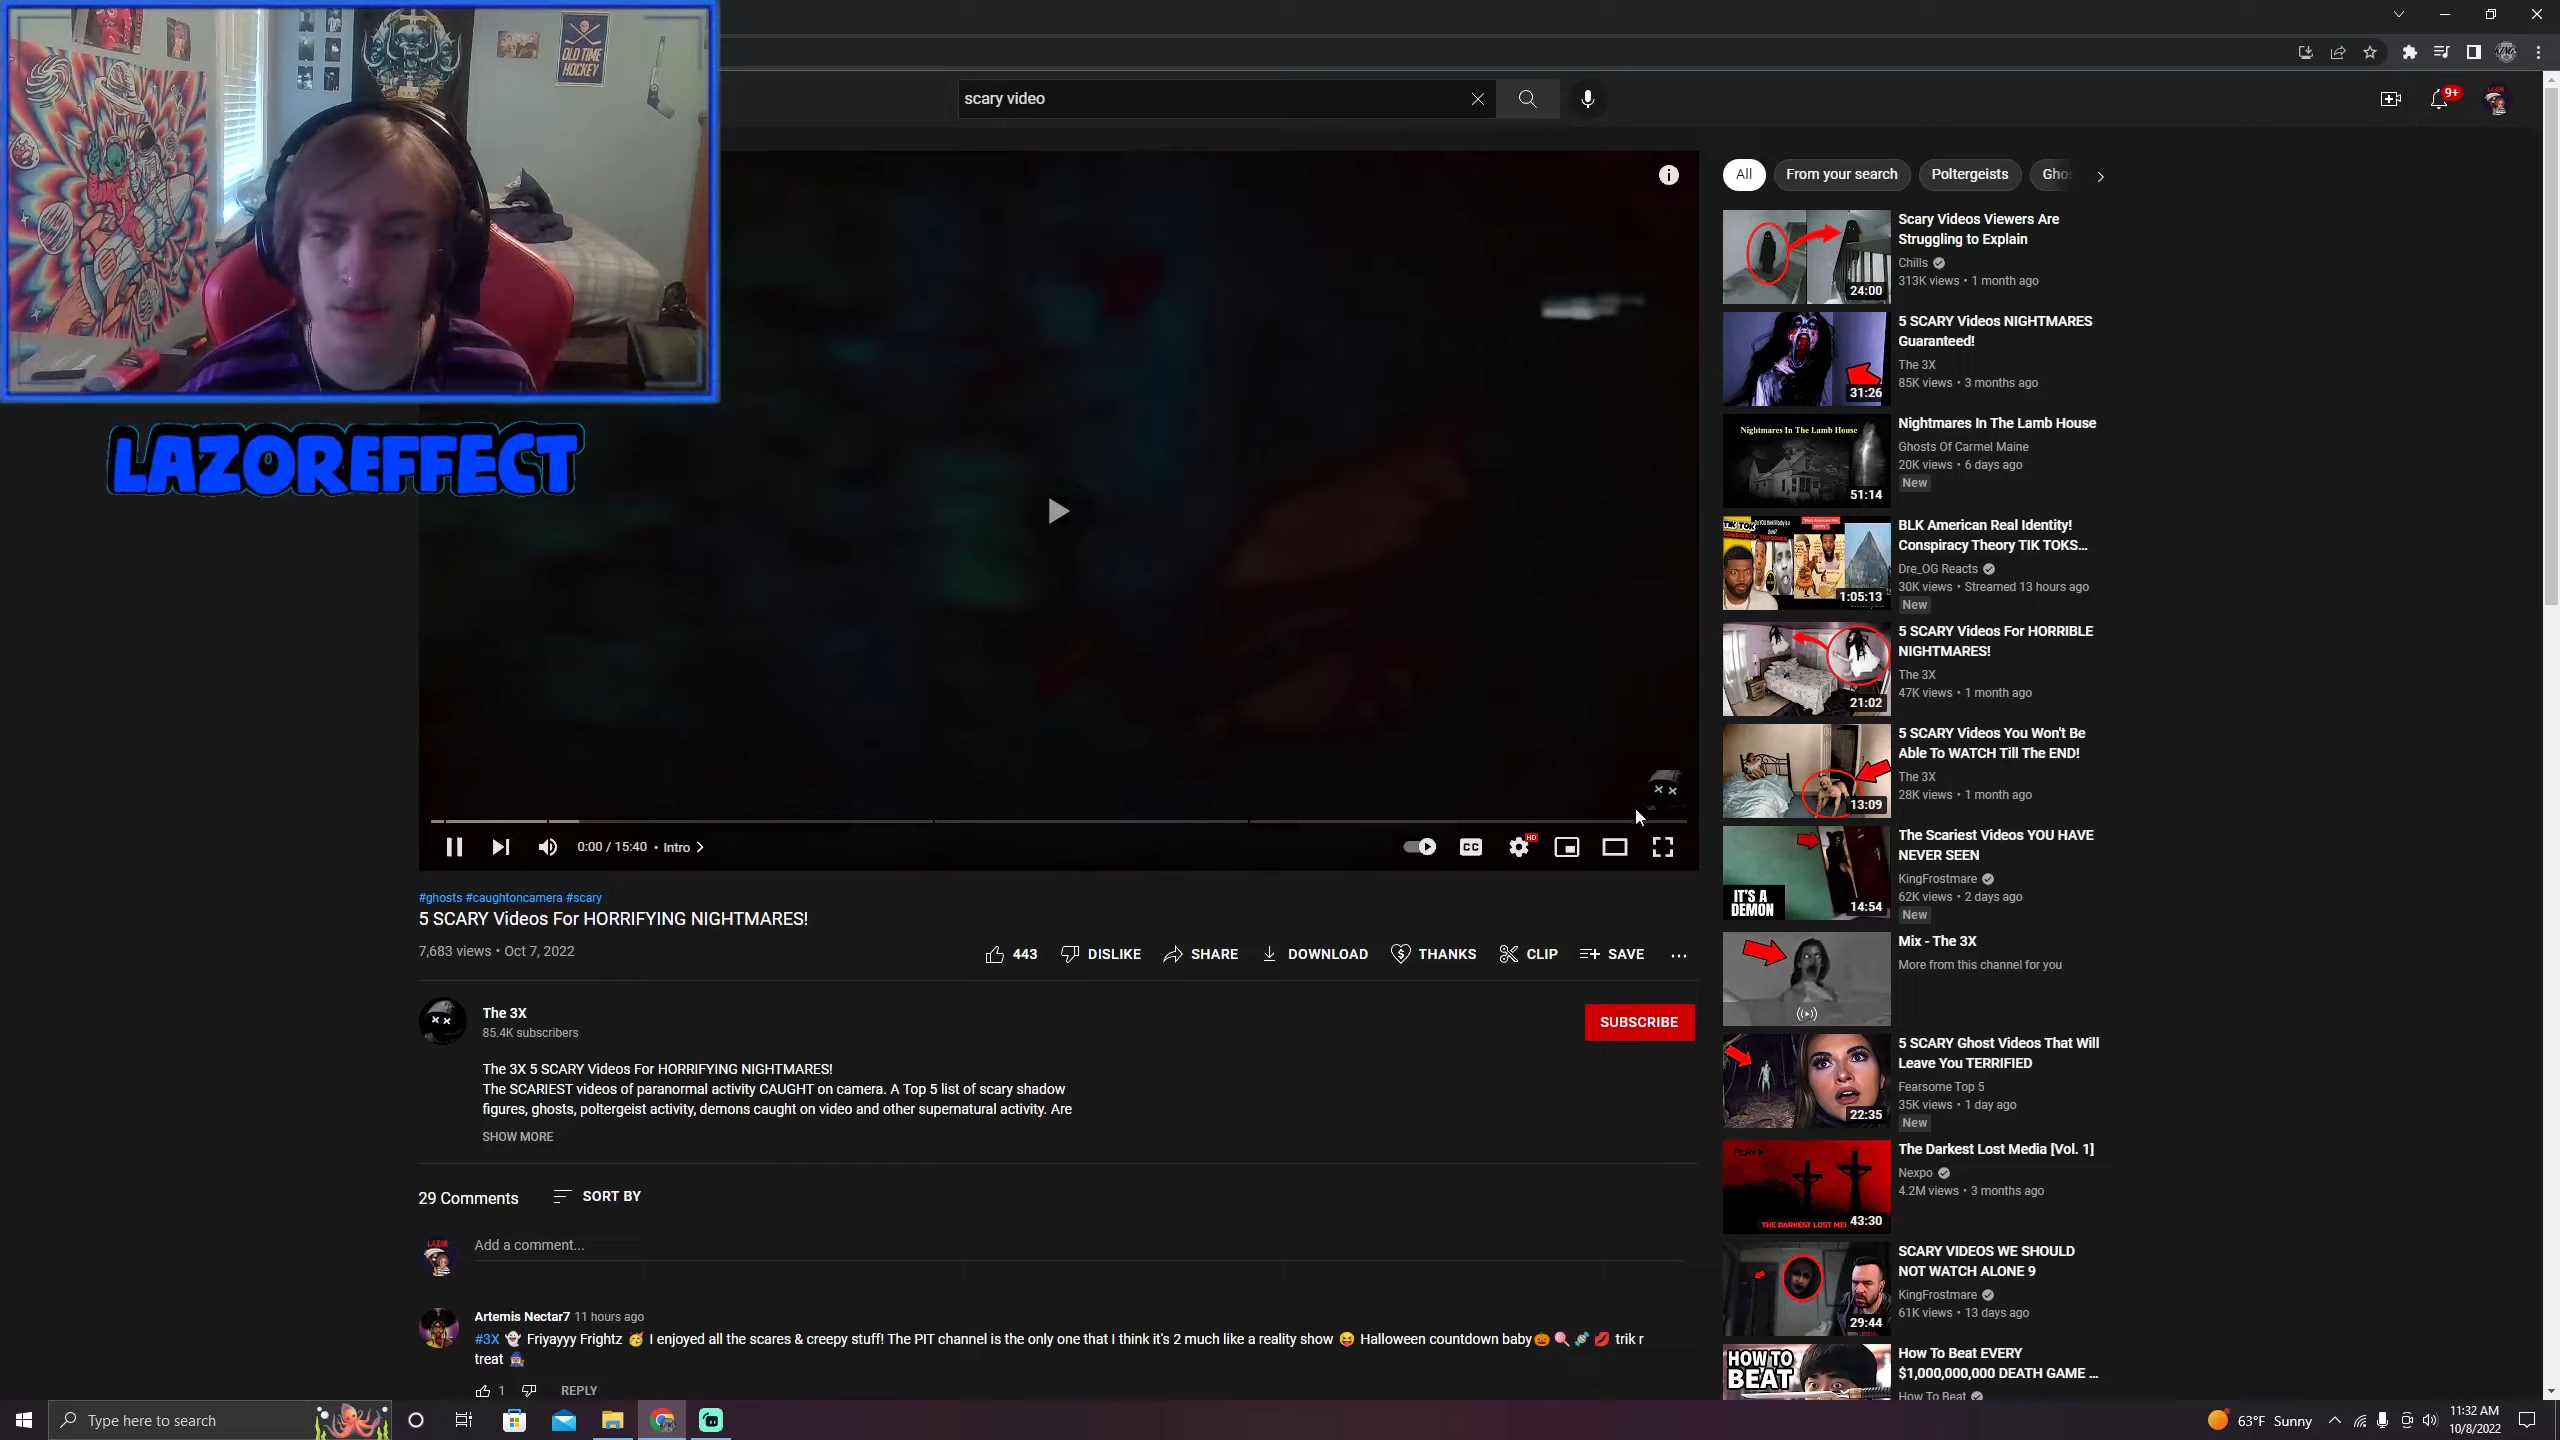 OLD TIME
HOCKEY
LAZOREFFECT
scary video
9+
All
From your search
Poltergeists
Gho
0:00 / 15:40 • Intro
CC
HD
#ghosts #caughtoncamera #scary
5 SCARY Videos For HORRIFYING NIGHTMARES!
7,683 views • Oct 7, 2022
443
DISLIKE
SHARE
DOWNLOAD
THANKS
CLIP
SAVE
The 3X
85.4K subscribers
SUBSCRIBE
The 3X 5 SCARY Videos For HORRIFYING NIGHTMARES!
The SCARIEST videos of paranormal activity CAUGHT on camera. A Top 5 list of scary shadow
figures, ghosts, poltergeist activity, demons caught on video and other supernatural activity. Are
SHOW MORE
29 Comments
SORT BY
LAZOR
Add a comment...
Artemis Nectar7 11 hours ago
#3X 👻 Friyayyy Frightz 🥳 I enjoyed all the scares & creepy stuff! The PIT channel is the only one that I think it's 2 much like a reality show 😝 Halloween countdown baby🎃🍭🍬💋 trik r
treat 🧙
1
REPLY
24:00
Scary Videos Viewers Are
Struggling to Explain
Chills
313K views • 1 month ago
31:26
5 SCARY Videos NIGHTMARES
Guaranteed!
The 3X
85K views • 3 months ago
Nightmares In The Lamb House
51:14
Nightmares In The Lamb House
Ghosts Of Carmel Maine
20K views • 6 days ago
New
TIK TOK
1:05:13
BLK American Real Identity!
Conspiracy Theory TIK TOKS...
Dre_OG Reacts
30K views • Streamed 13 hours ago
New
21:02
5 SCARY Videos For HORRIBLE
NIGHTMARES!
The 3X
47K views • 1 month ago
13:09
5 SCARY Videos You Won't Be
Able To WATCH Till The END!
The 3X
28K views • 1 month ago
IT'S A
DEMON
14:54
The Scariest Videos YOU HAVE
NEVER SEEN
KingFrostmare
62K views • 2 days ago
New
Mix - The 3X
More from this channel for you
22:35
5 SCARY Ghost Videos That Will
Leave You TERRIFIED
Fearsome Top 5
35K views • 1 day ago
New
PLAY
THE DARKEST LOST MEI
43:30
The Darkest Lost Media [Vol. 1]
Nexpo
4.2M views • 3 months ago
29:44
SCARY VIDEOS WE SHOULD
NOT WATCH ALONE 9
KingFrostmare
61K views • 13 days ago
HOW TO
BEAT
How To Beat EVERY
$1,000,000,000 DEATH GAME ...
How To Beat
Type here to search
63°F Sunny
11:32 AM
10/8/2022